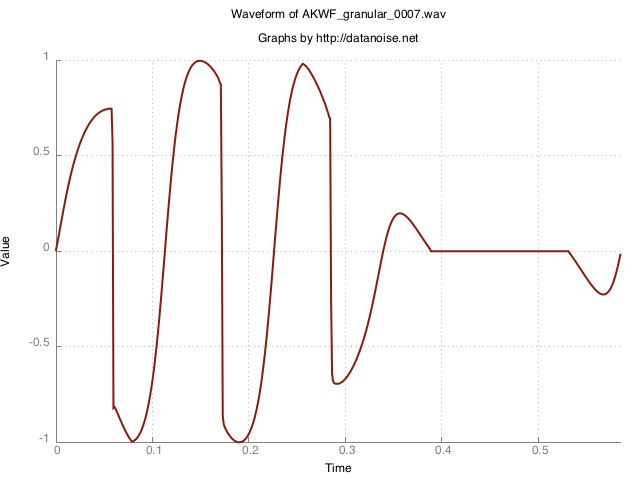 Waveform of AKWF_granular_0007.wav
Graphs by http://datanoise.net
1
0.5
0
-0.5
-1
Value
0 0.1 0.2 0.3 0.4 0.5
Time